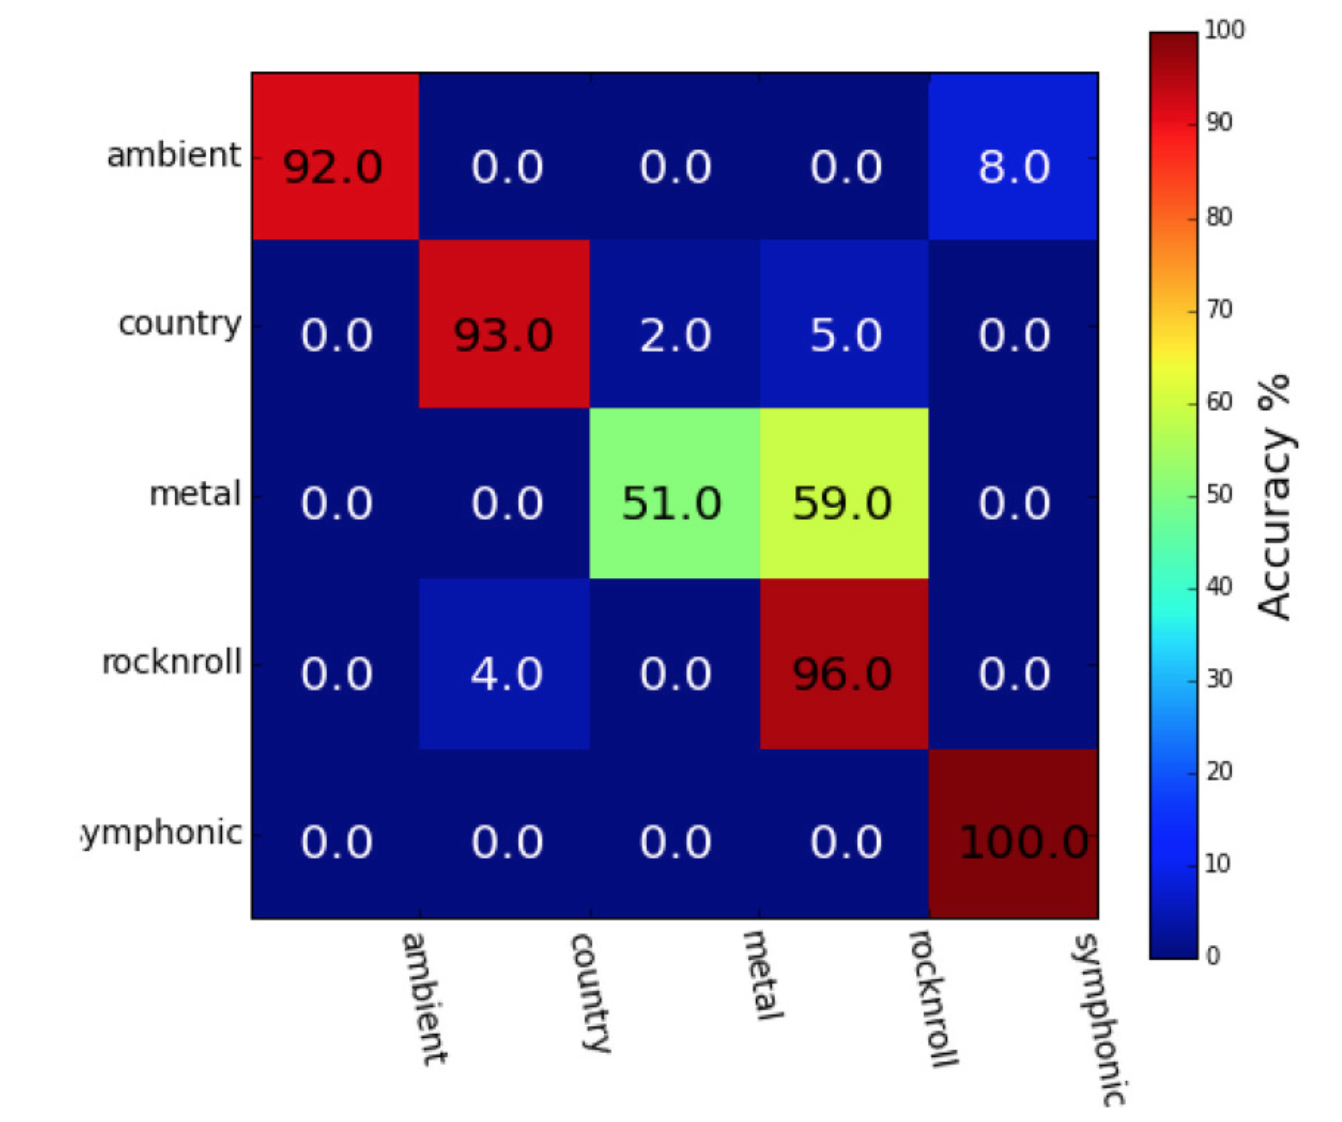 ambient 92.0 0.0 0.0 0.0 8.0
country 0.0 93.0 2.0 5.0 0.0
metal 0.0 0.0 51.0 59.0 0.0
rocknroll 0.0 4.0 0.0 96.0 0.0
ymphonic 0.0 0.0 0.0 0.0 100.0
ambient country metal rocknroll symphonic
100
90
80
70
60
50
40
30
20
10
0
Accuracy %